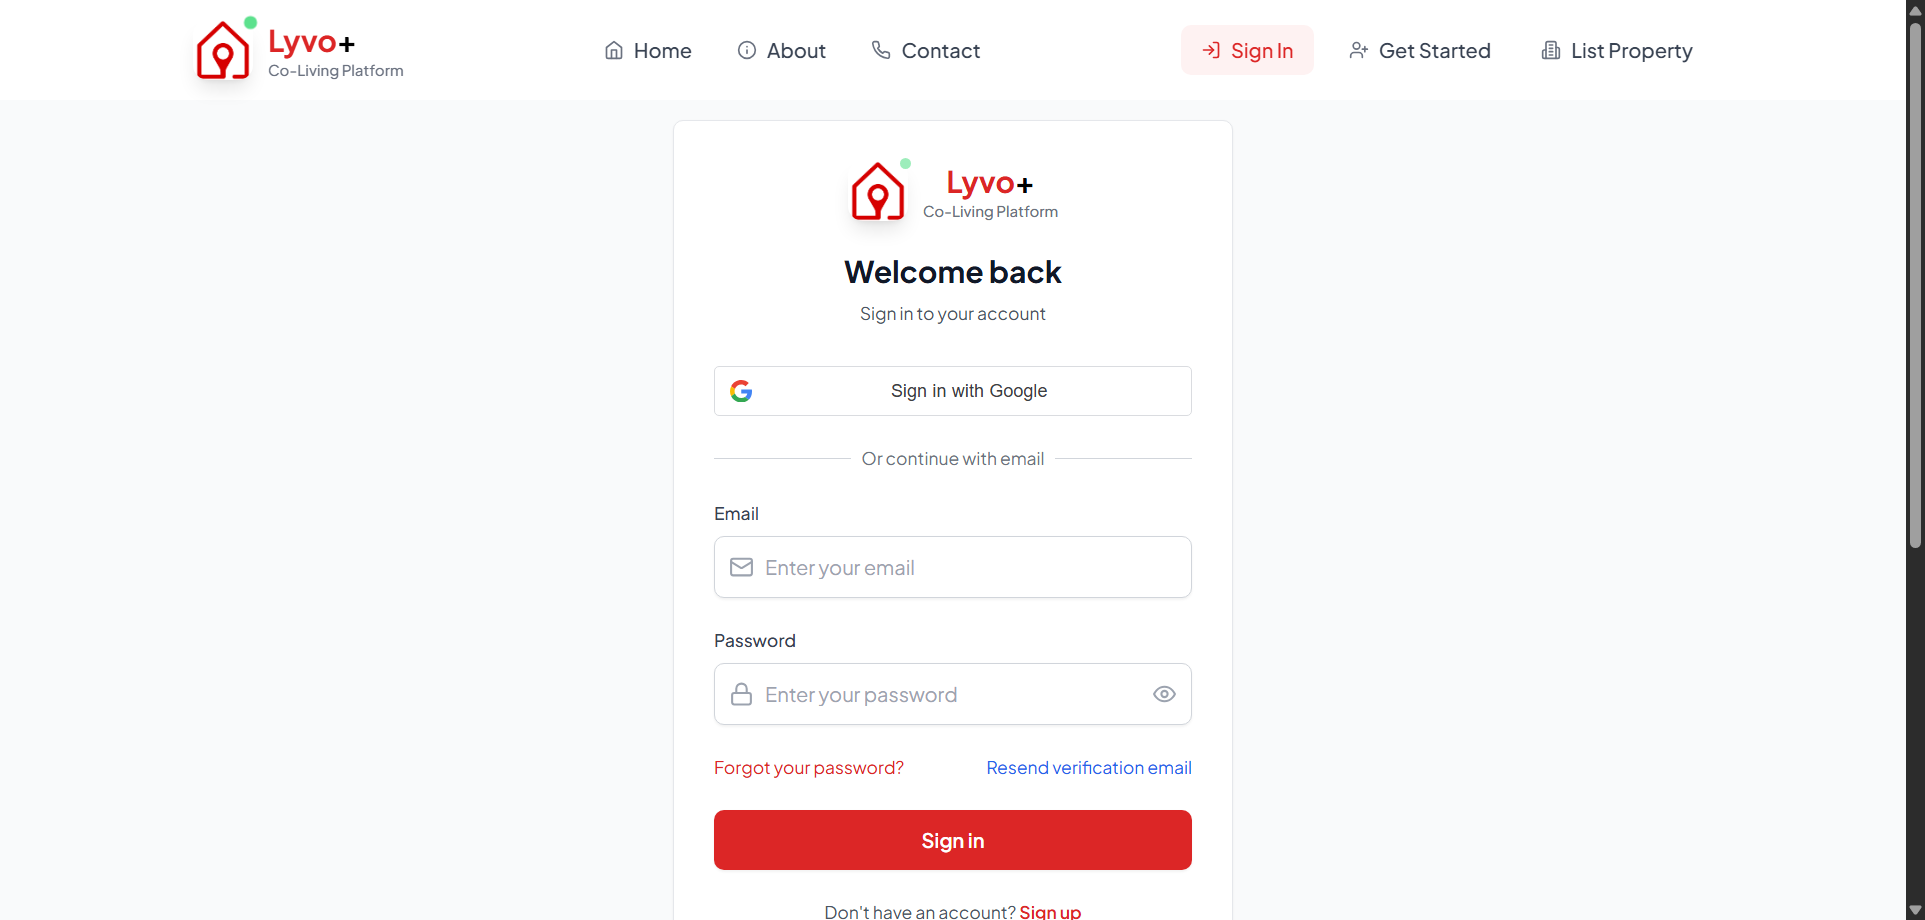 Lyvo+
Co-Living Platform
Home
About
Contact
Sign In
Get Started
List Property
Lyvo+
Co-Living Platform
Welcome back
Sign in to your account
Sign in with Google
Or continue with email
Email
Enter your email
Password
Enter your password
Forgot your password?
Resend verification email
Sign in
Don't have an account? Sign up